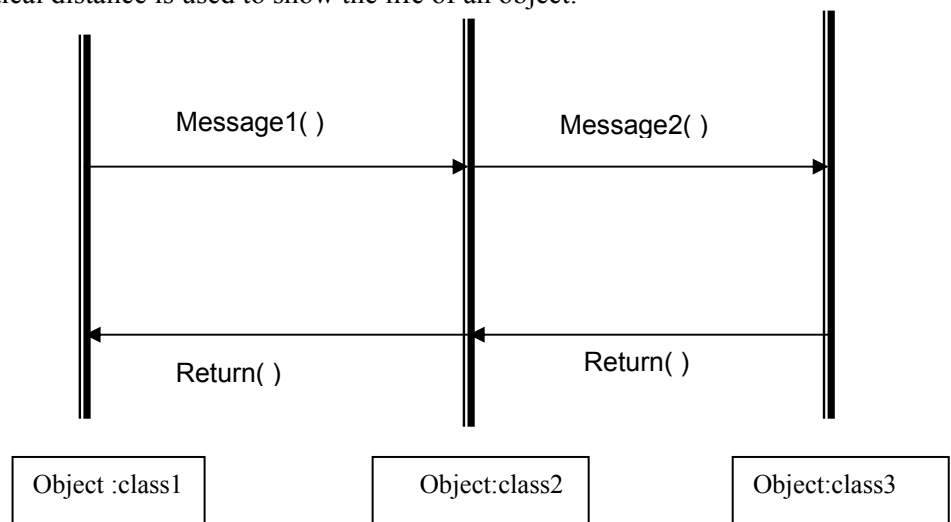 distance is used to show the life of an object.
Message1( )
Message2( )
Return( )
Return( )
Object :class1
Object:class2
Object:class3